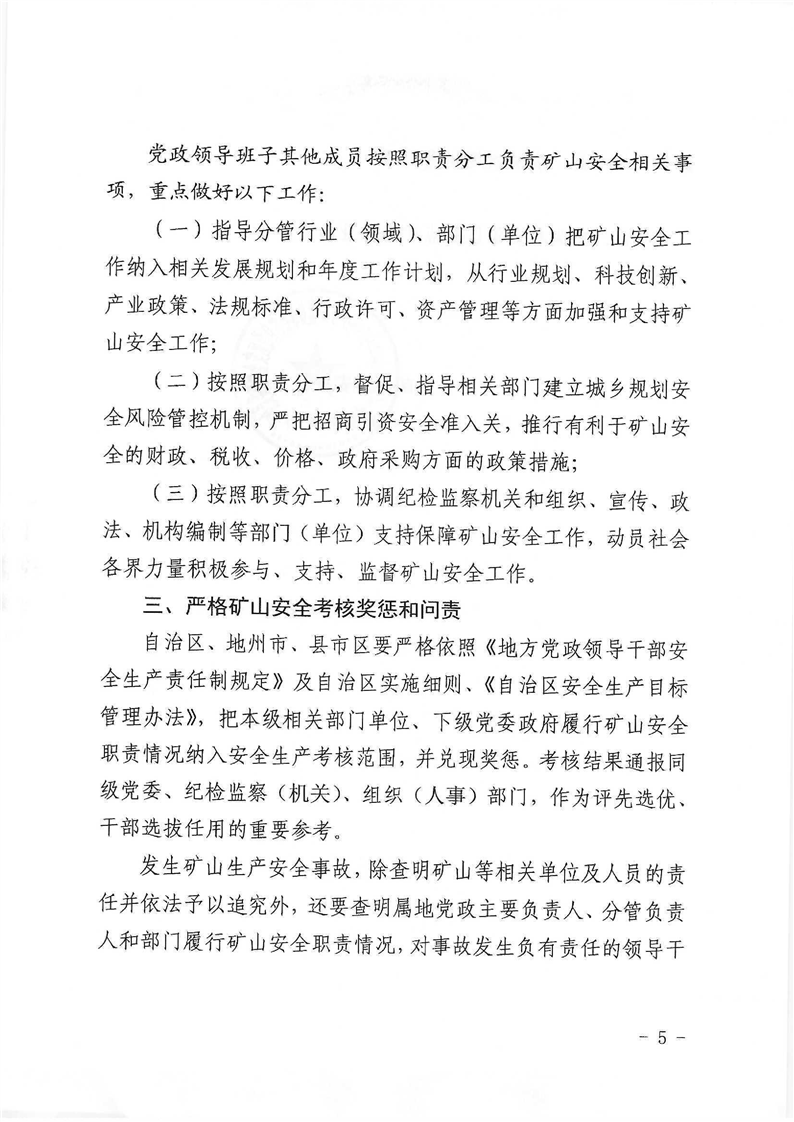 党政领导班子其他成员按照职责分工负责矿山安全相关事
项，重点做好以下工作：
（一）指导分管行业（领域）、部门（单位）把矿山安全工
作纳入相关发展规划和年度工作计划，从行业规划、科技创新、
产业政策、法规标准、行政许可、资产管理等方面加强和支持矿
山安全工作；
（二）按照职责分工，督促、指导相关部门建立城乡规划安
全风险管控机制，严把招商引资安全准入关，推行有利于矿山安
全的财政、税收、价格、政府采购方面的政策措施；
（三）按照职责分工，协调纪检监察机关和组织、宣传、政
法、机构编制等部门（单位）支持保障矿山安全工作，动员社会
各界力量积极参与、支持、监督矿山安全工作。
三、严格矿山安全考核奖惩和问责
自治区、地州市、县市区要严格依照《地方党政领导干部安
全生产责任制规定》及自治区实施细则、《自治区安全生产目标
管理办法》，把本级相关部门单位、下级党委政府履行矿山安全
职责情况纳入安全生产考核范围，并兑现奖惩。考核结果通报同
级党委、纪检监察（机关）、组织（人事）部门，作为评先选优、
干部选拔任用的重要参考。
发生矿山生产安全事故，除查明矿山等相关单位及人员的责
任并依法予以追究外，还要查明属地党政主要负责人、分管负责
人和部门履行矿山安全职责情况，对事故发生负有责任的领导干
- 5 -